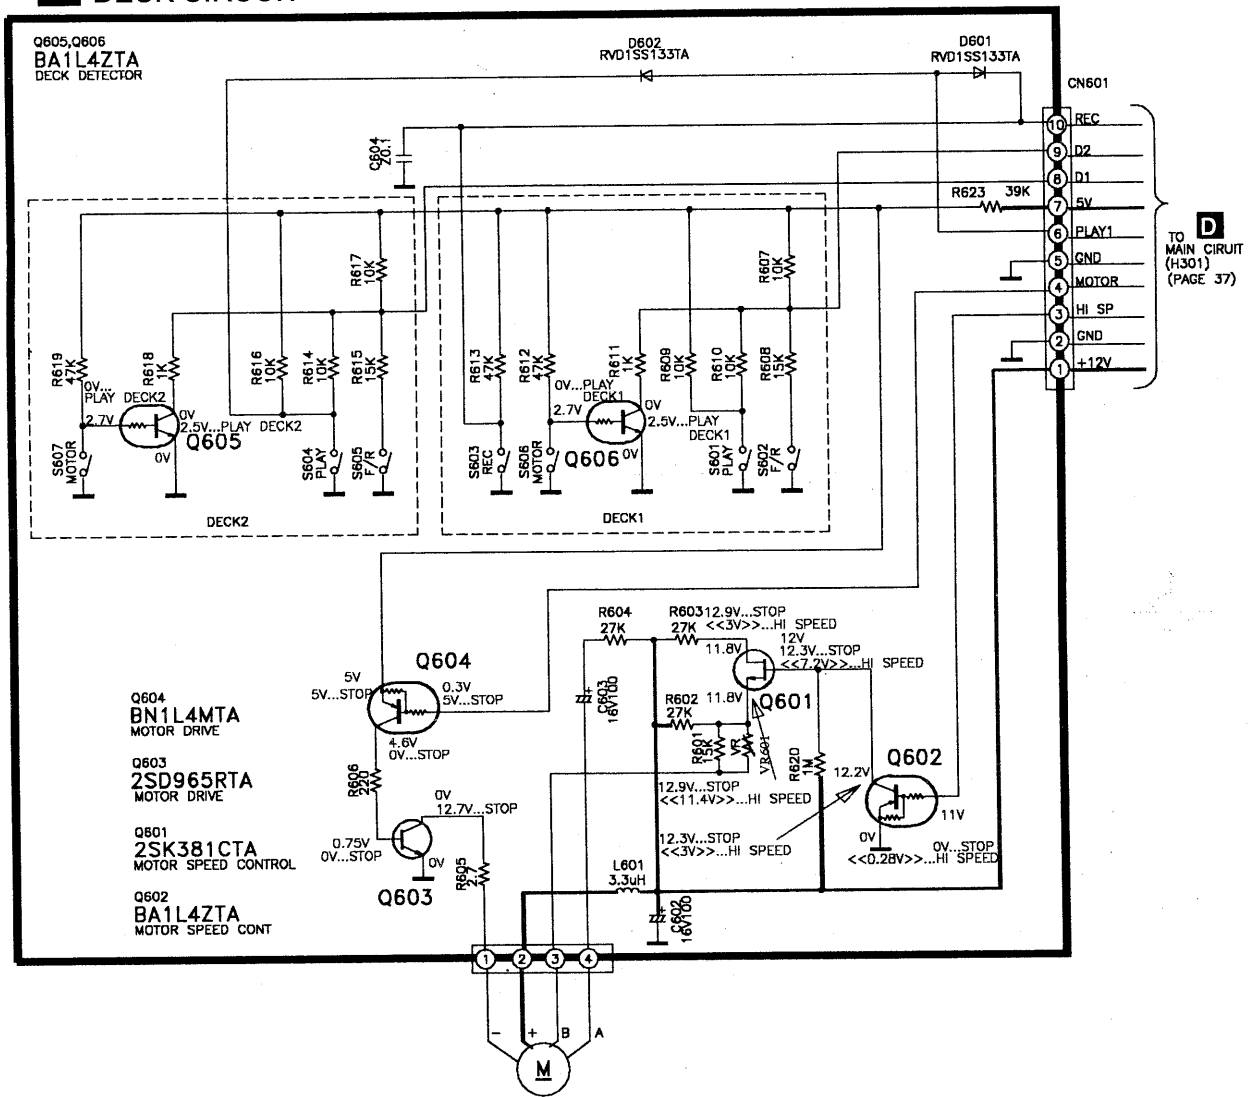 Q605,Q606
BA1L4ZTA
DECK DETECTOR
D602
RVD1SS133TA
D601
RVD1SS133TA
CN601
10 REC
9 D2
8 D1
7 5V
6 PLAY1
5 GND
4 MOTOR
3 HI SP
2 GND
1 +12V
TO D
MAIN CIRUIT
(H301)
(PAGE 37)
C604
Z0.1
R623 39K
R617
10K
R607
10K
R619
47K
R618
1K
R616
10K
R614
10K
R615
15K
R613
47K
R612
47K
R611
1K
R609
10K
R610
10K
R608
15K
0V...
PLAY DECK2
2.7V
0V
2.5V...PLAY DECK2
Q605
0V
0V...PLAY
DECK1
2.7V
0V
2.5V...PLAY
DECK1
Q606
0V
S607
MOTOR
S604
PLAY
S605
F/R
S603
REC
S606
MOTOR
S601
PLAY
S602
F/R
DECK2
DECK1
R604
27K
R603
27K
12.9V...STOP
<<3V>>...HI SPEED
12V
12.3V...STOP
<<7.2V>>...HI SPEED
11.8V
Q601
11.8V
Q604
5V
5V...STOP
0.3V
5V...STOP
4.6V
0V...STOP
C603
16V100
R602
27K
R601
15K
VR
VR601
R620
1M
Q602
12.2V
11V
0V
0V...STOP
<<0.28V>>...HI SPEED
12.9V...STOP
<<11.4V>>...HI SPEED
12.3V...STOP
<<3V>>...HI SPEED
Q604
BN1L4MTA
MOTOR DRIVE
Q603
2SD965RTA
MOTOR DRIVE
Q601
2SK381CTA
MOTOR SPEED CONTROL
Q602
BA1L4ZTA
MOTOR SPEED CONT
R606
220
0V
12.7V...STOP
0.75V
0V...STOP
0V
Q603
R605
2.7
L601
3.3uH
C602
16V100
1 2 3 4
- + B A
M